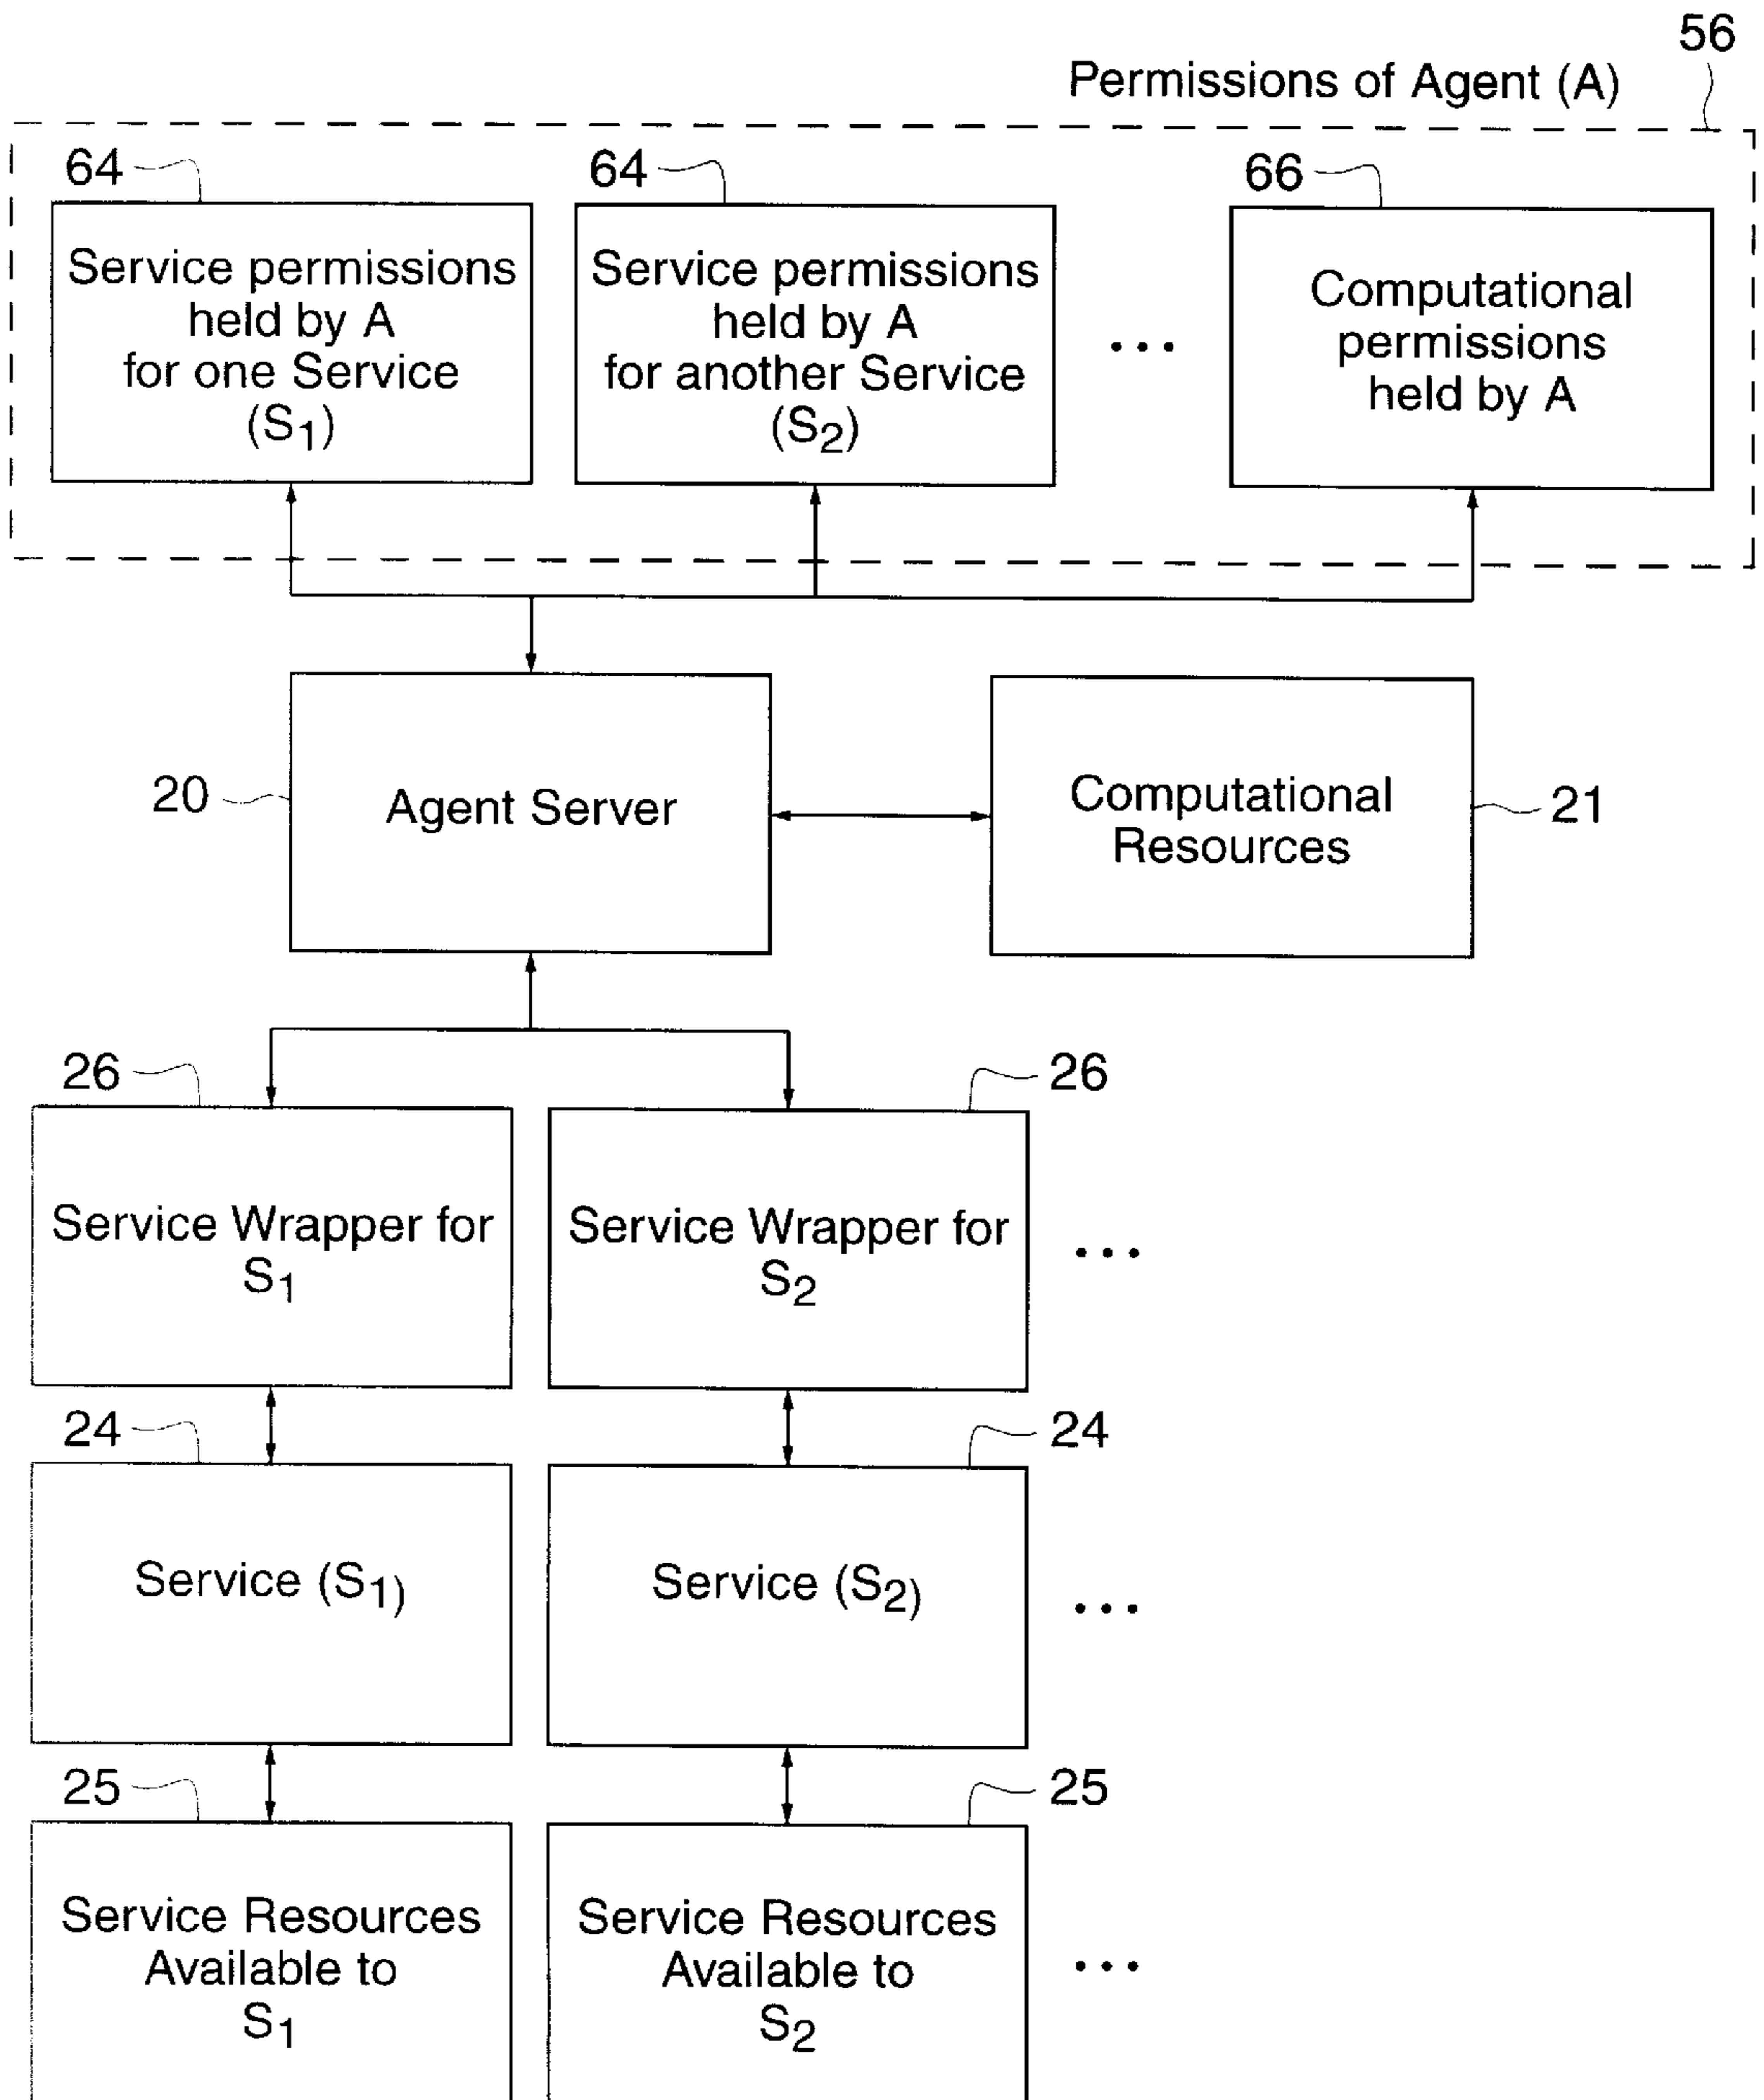 56
Permissions of Agent (A)
64
64
66
Service permissions
held by A
for one Service
(S₁)
Service permissions
held by A
for another Service
(S₂)
...
Computational
permissions
held by A
20
Agent Server
Computational
Resources
21
26
26
Service Wrapper for
S₁
Service Wrapper for
S₂
...
24
24
Service (S₁)
Service (S₂)
...
25
25
Service Resources
Available to
S₁
Service Resources
Available to
S₂
...